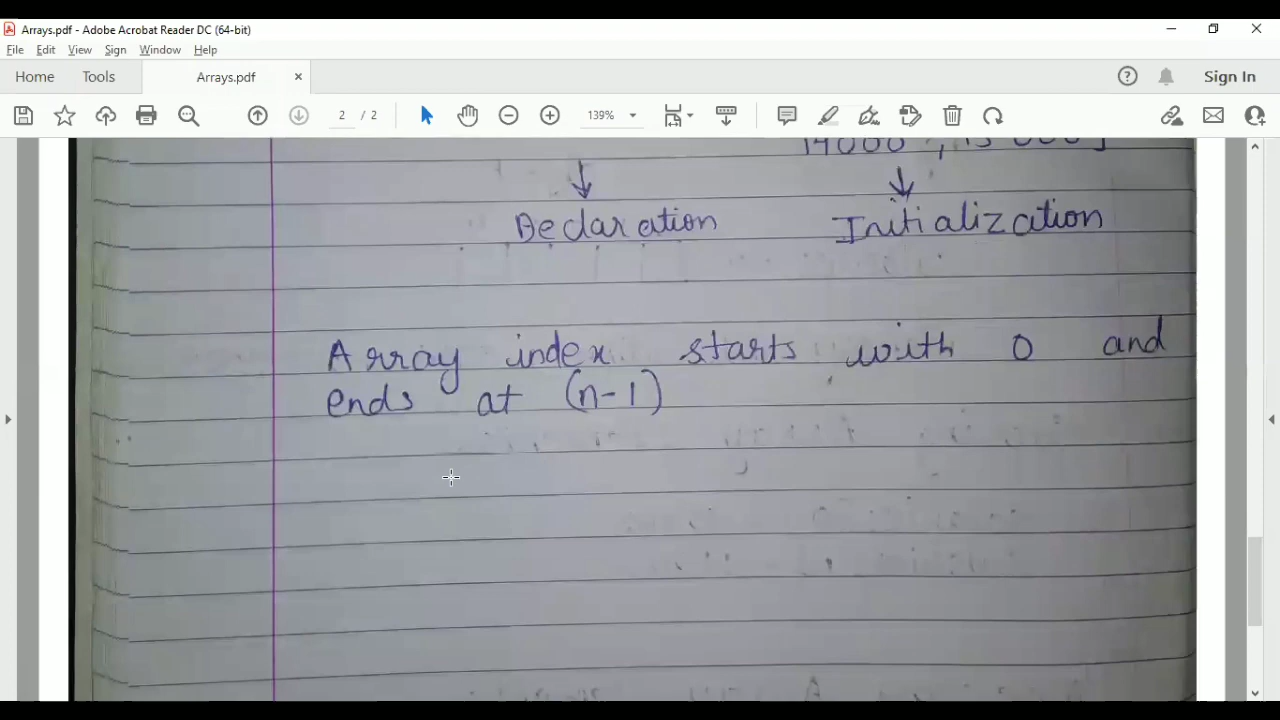 Arrays.pdf - Adobe Acrobat Reader DC (64-bit)
File Edit View Sign Window Help
Home Tools Arrays.pdf Sign In
2 / 2 139%
Declaration Initialization
Array index starts with 0 and
ends at (n-1)